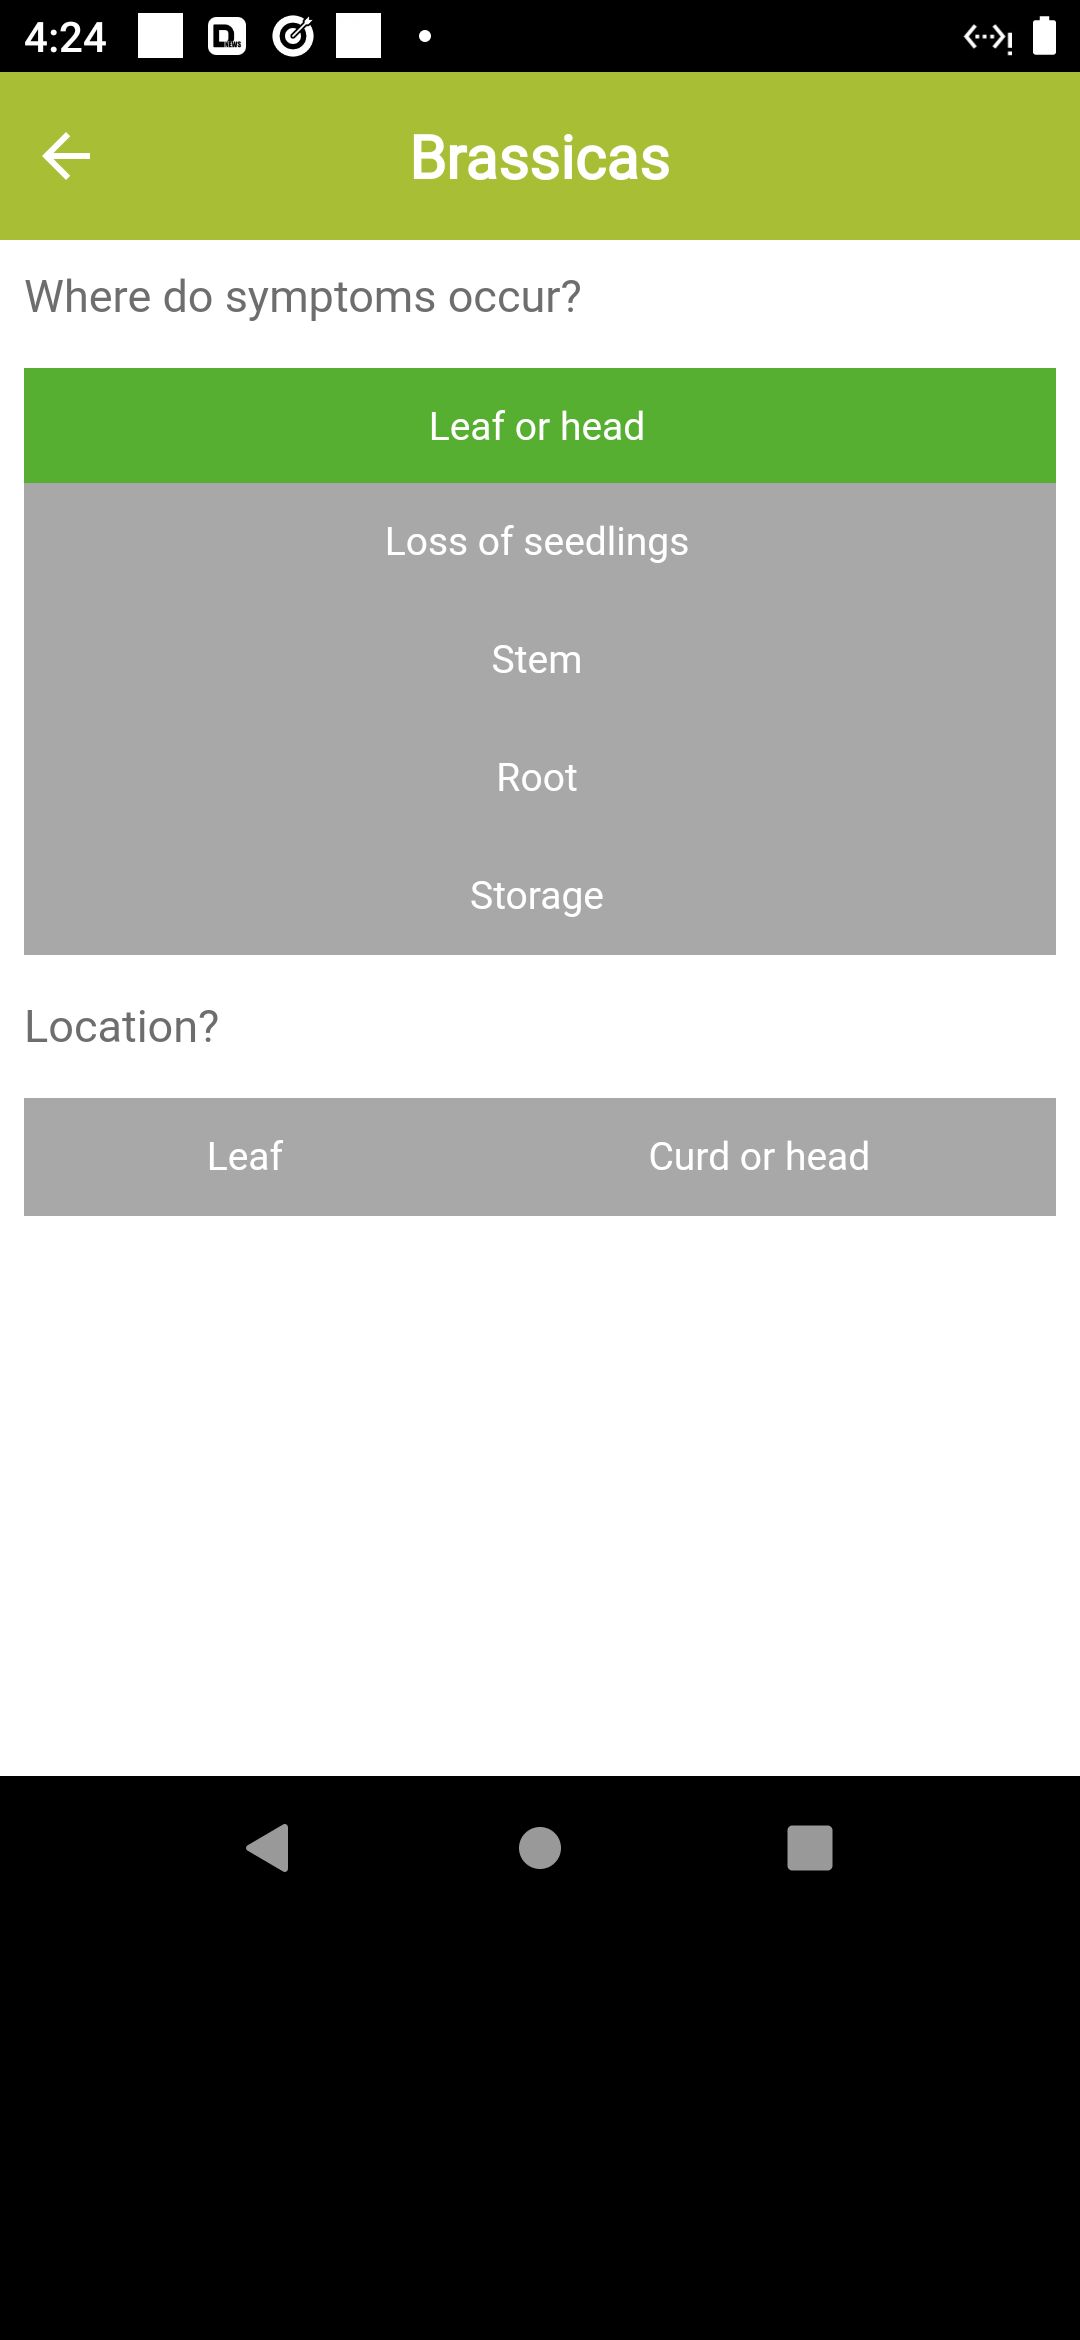 4:24
D NEWS
Brassicas
Where do symptoms occur?
Leaf or head
Loss of seedlings
Stem
Root
Storage
Location?
Leaf
Curd or head